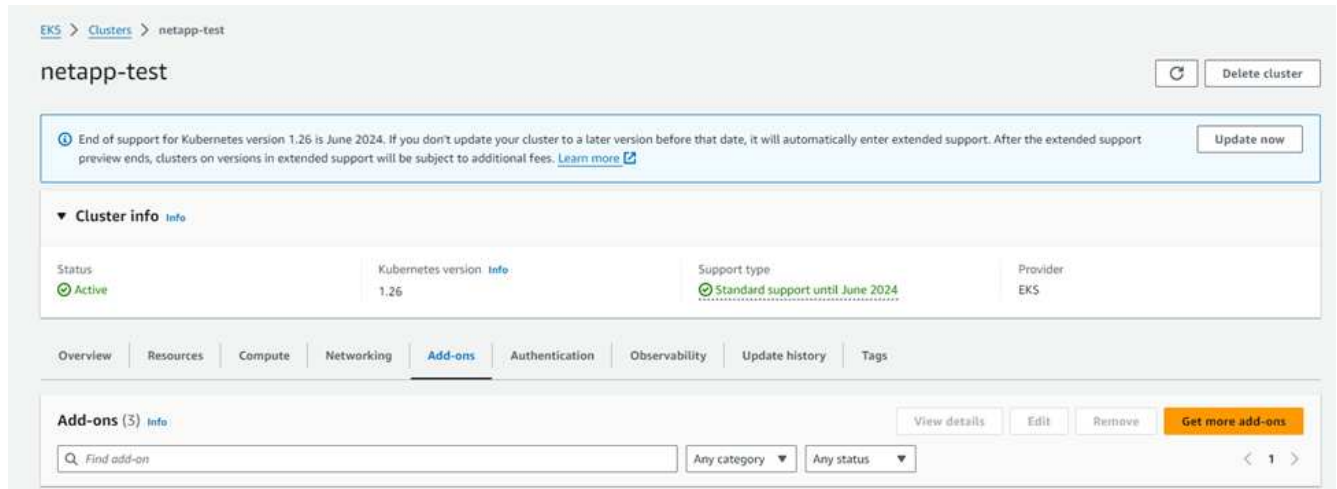 EKS > Clusters > netapp-test
netapp-test
Delete cluster
End of support for Kubernetes version 1.26 is June 2024. If you don't update your cluster to a later version before that date, it will automatically enter extended support. After the extended support
preview ends, clusters on versions in extended support will be subject to additional fees. Learn more
Update now
Cluster info Info
Status
Active
Kubernetes version Info
1.26
Support type
Standard support until June 2024
Provider
EKS
Overview Resources Compute Networking Add-ons Authentication Observability Update history Tags
Add-ons (3) Info
View details Edit Remove Get more add-ons
Find add-on
Any category Any status < 1 >